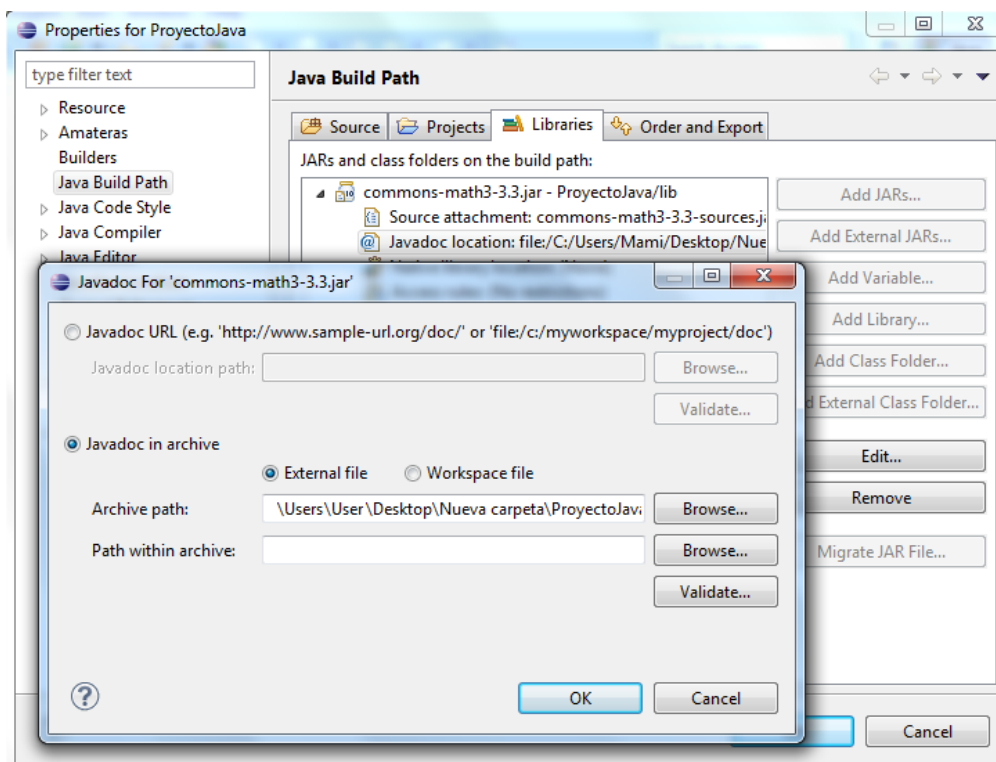 Properties for ProyectoJava
type filter text
Resource
Amateras
Builders
Java Build Path
Java Code Style
Java Compiler
Java Editor
Java Build Path
Source
Projects
Libraries
Order and Export
JARs and class folders on the build path:
commons-math3-3.3.jar - ProyectoJava/lib
Source attachment: commons-math3-3.3-sources.j
Javadoc location: file:/C:/Users/Mami/Desktop/Nue
Add JARs...
Add External JARs...
Add Variable...
Add Library...
Add Class Folder...
d External Class Folder...
Edit...
Remove
Migrate JAR File...
Cancel
Javadoc For 'commons-math3-3.3.jar'
Javadoc URL (e.g. 'http://www.sample-url.org/doc/' or 'file:/c:/myworkspace/myproject/doc')
Javadoc location path:
Browse...
Validate...
Javadoc in archive
External file
Workspace file
Archive path:
\Users\User\Desktop\Nueva carpeta\ProyectoJava
Browse...
Path within archive:
Browse...
Validate...
OK
Cancel